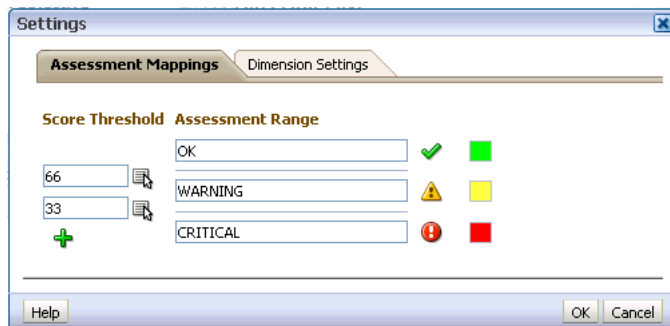 Settings
Assessment Mappings Dimension Settings
Score Threshold Assessment Range
OK
66
WARNING
33
CRITICAL
Help OK Cancel